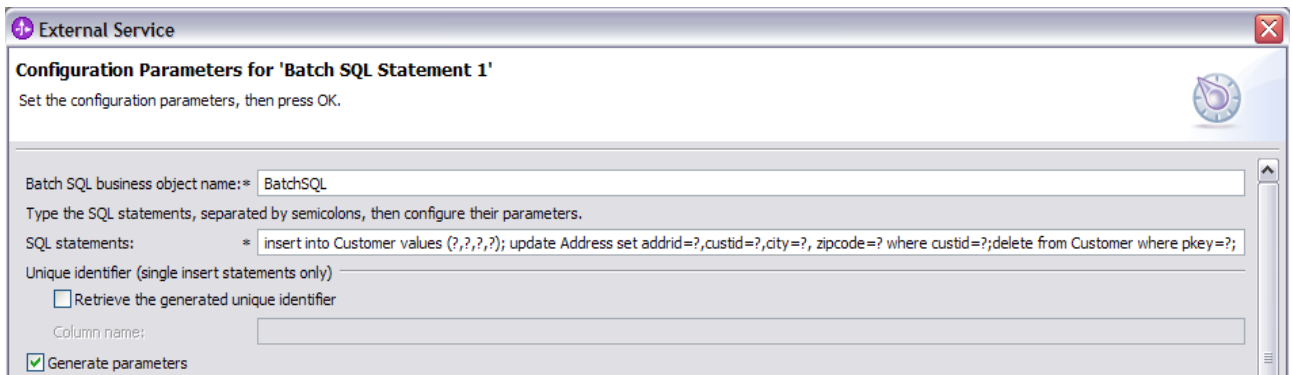 External Service
Configuration Parameters for 'Batch SQL Statement 1'
Set the configuration parameters, then press OK.
Batch SQL business object name:* BatchSQL
Type the SQL statements, separated by semicolons, then configure their parameters.
SQL statements: * insert into Customer values (?,?,?,?); update Address set addrid=?,custid=?,city=?, zipcode=? where custid=?;delete from Customer where pkey=?;
Unique identifier (single insert statements only)
Retrieve the generated unique identifier
Column name:
Generate parameters